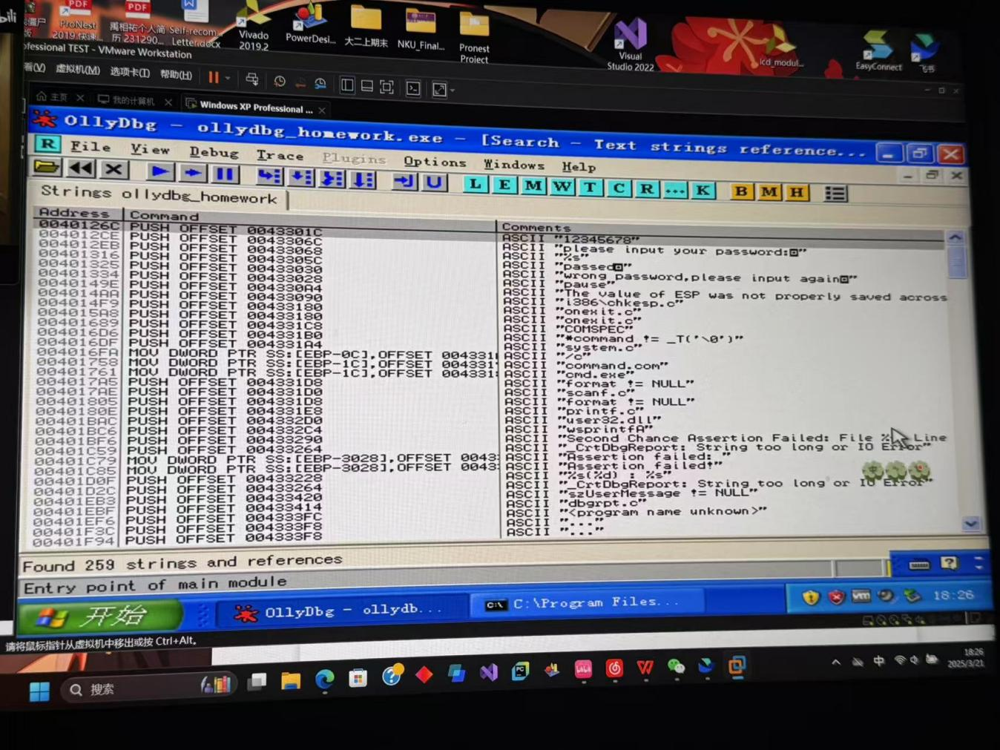 ProNest
2019.快速...
禹相祐个人简
历 231290...
Self-recom...
Letter.docx
Vivado
2019.2
PowerDesi...
大二上期末
NKU_Final...
Pronest
Project
Visual
Studio 2022
lcd_modul...
EasyConnect
飞书
ofessional TEST - VMware Workstation
看(V) 虚拟机(M) 选项卡(T) 帮助(H)
主页 我的计算机 Windows XP Professional ...
OllyDbg - ollydbg_homework.exe - [Search - Text strings reference...
R File View Debug Trace Plugins Options Windows Help
L E M W T C R ... K B M H
Strings ollydbg_homework
Address Command Comments
0040126C PUSH OFFSET 0043301C ASCII "12345678"
004012CE PUSH OFFSET 00433068 ASCII "please input your password:"
004012EB PUSH OFFSET 0043305C ASCII "%s"
00401316 PUSH OFFSET ASCII "passed"
00401325 PUSH OFFSET 00433030 ASCII "wrong password,please input again"
00401334 PUSH OFFSET 00433028 ASCII "pause"
0040149E PUSH OFFSET 004330A4 ASCII "The value of ESP was not properly saved across
004014AA PUSH OFFSET 00433090 ASCII "i386\chkesp.c"
004014F9 PUSH OFFSET 00433180 ASCII "onexit.c"
004015A8 PUSH OFFSET 00433180 ASCII "onexit.c"
00401689 PUSH OFFSET 004331C8 ASCII "COMSPEC"
004016D6 PUSH OFFSET 004331B0 ASCII "#command != _T('\0')"
004016DF PUSH OFFSET 004331A4 ASCII "system.c"
004016FA MOV DWORD PTR SS:[EBP-0C],OFFSET 004331 ASCII "/c"
00401758 MOV DWORD PTR SS:[EBP-1C],OFFSET 004331 ASCII "command.com"
00401761 MOV DWORD PTR SS:[EBP-1C],OFFSET 004331 ASCII "cmd.exe"
004017A5 PUSH OFFSET 004331D8 ASCII "format != NULL"
004017AE PUSH OFFSET 004331D0 ASCII "scanf.c"
00401805 PUSH OFFSET 004331D8 ASCII "format != NULL"
0040180E PUSH OFFSET 004331E8 ASCII "printf.c"
00401BAC PUSH OFFSET 004332D0 ASCII "user32.dll"
00401BC6 PUSH OFFSET 004332C4 ASCII "wsprintfA"
00401BF6 PUSH OFFSET 00433290 ASCII "Second Chance Assertion Failed: File % Line
00401C59 PUSH OFFSET 00433264 ASCII "_CrtDbgReport: String too long or IO Error"
00401C79 MOV DWORD PTR SS:[EBP-3028],OFFSET 0043 ASCII "Assertion failed: "
00401C85 MOV DWORD PTR SS:[EBP-3028],OFFSET 0043 ASCII "Assertion failed!"
00401D0F PUSH OFFSET 00433228 ASCII "%s(%d) : %s"
00401D2C PUSH OFFSET 00433264 ASCII "_CrtDbgReport: String too long or IO Error"
00401EB3 PUSH OFFSET 00433420 ASCII "szUserMessage != NULL"
00401EBF PUSH OFFSET 00433414 ASCII "dbgrpt.c"
00401EF6 PUSH OFFSET 004333FC ASCII "<program name unknown>"
00401F3C PUSH OFFSET 004333F8 ASCII "..."
00401F94 PUSH OFFSET 004333F8 ASCII "..."
Found 259 strings and references
Entry point of main module
开始 OllyDbg - ollydb... C:\Program Files... 18:26
请将鼠标指针从虚拟机中移出或按 Ctrl+Alt。
搜索
中
18:26
2025/3/21